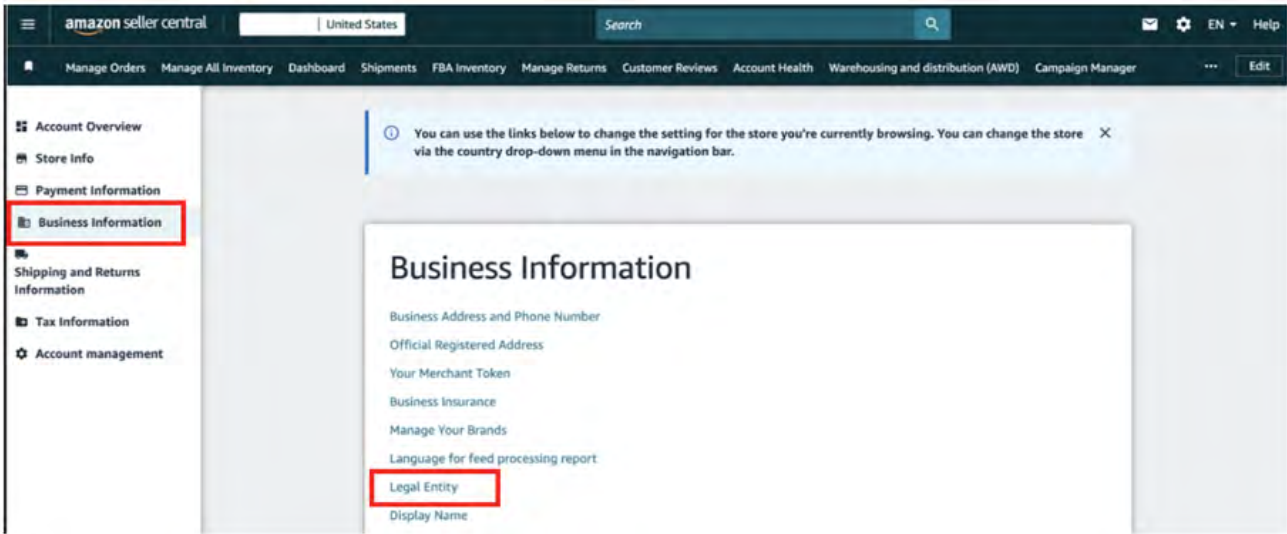 amazon seller central
| United States
Search
EN
Help
Manage Orders Manage All Inventory Dashboard Shipments FBA Inventory Manage Returns Customer Reviews Account Health Warehousing and distribution (AWD) Campaign Manager ... Edit
Account Overview
Store Info
Payment Information
Business Information
Shipping and Returns
Information
Tax Information
Account management
You can use the links below to change the setting for the store you're currently browsing. You can change the store
via the country drop-down menu in the navigation bar.
Business Information
Business Address and Phone Number
Official Registered Address
Your Merchant Token
Business Insurance
Manage Your Brands
Language for feed processing report
Legal Entity
Display Name